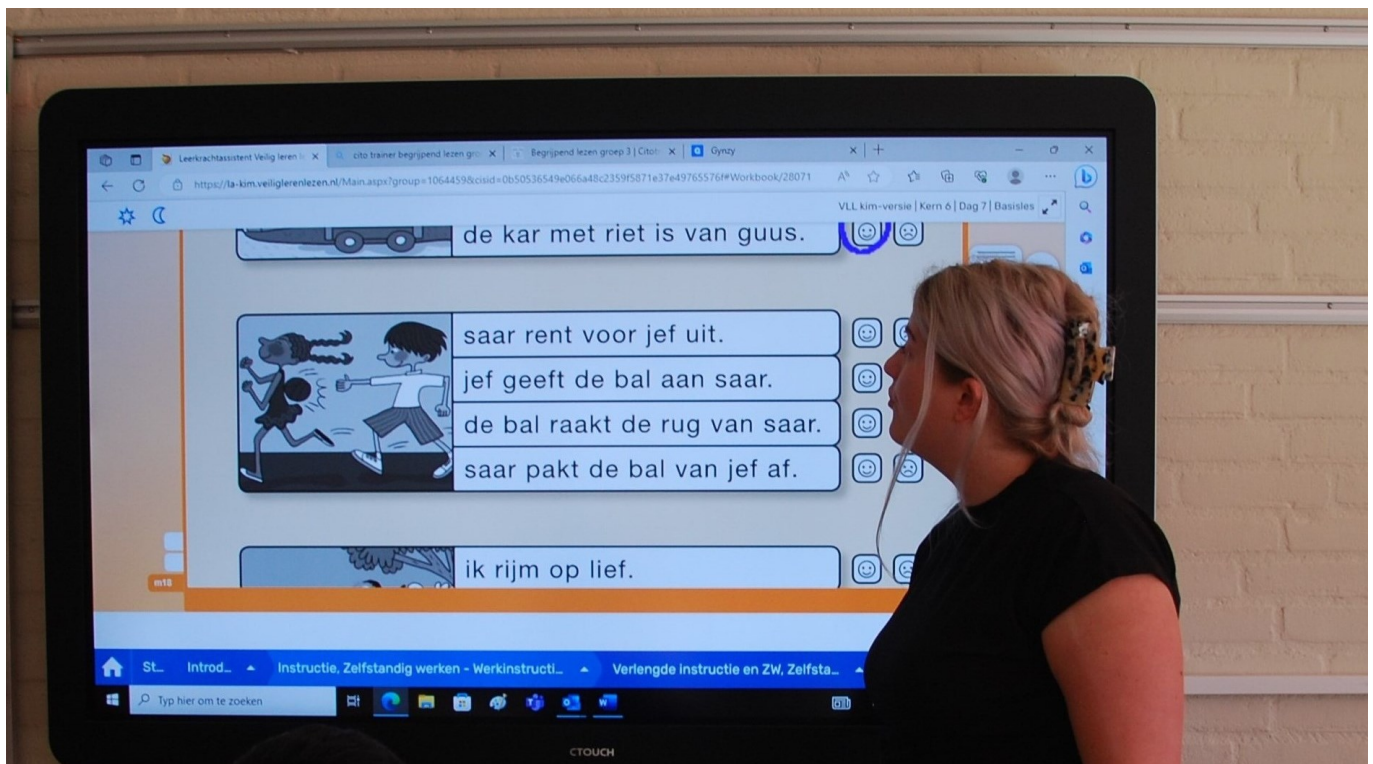 Leerkrachtassistent Veilig leren
cito trainer begrijpend lezen gro
Begrijpend lezen groep 3 | Cito
Gynzy
https://la-kim.veiliglerenlezen.nl/Main.aspx?group=1064459&cisid=0b50536549e066a48c2359f5871e37e49765576f#Workbook/28071
VLL kim-versie | Kern 6 | Dag 7 | Basisles
de kar met riet is van guus.
saar rent voor jef uit.
jef geeft de bal aan saar.
de bal raakt de rug van saar.
saar pakt de bal van jef af.
ik rijm op lief.
m18
St... Introd... Instructie, Zelfstandig werken - Werkinstructi... Verlengde instructie en ZW, Zelfsta...
Typ hier om te zoeken
CTOUCH